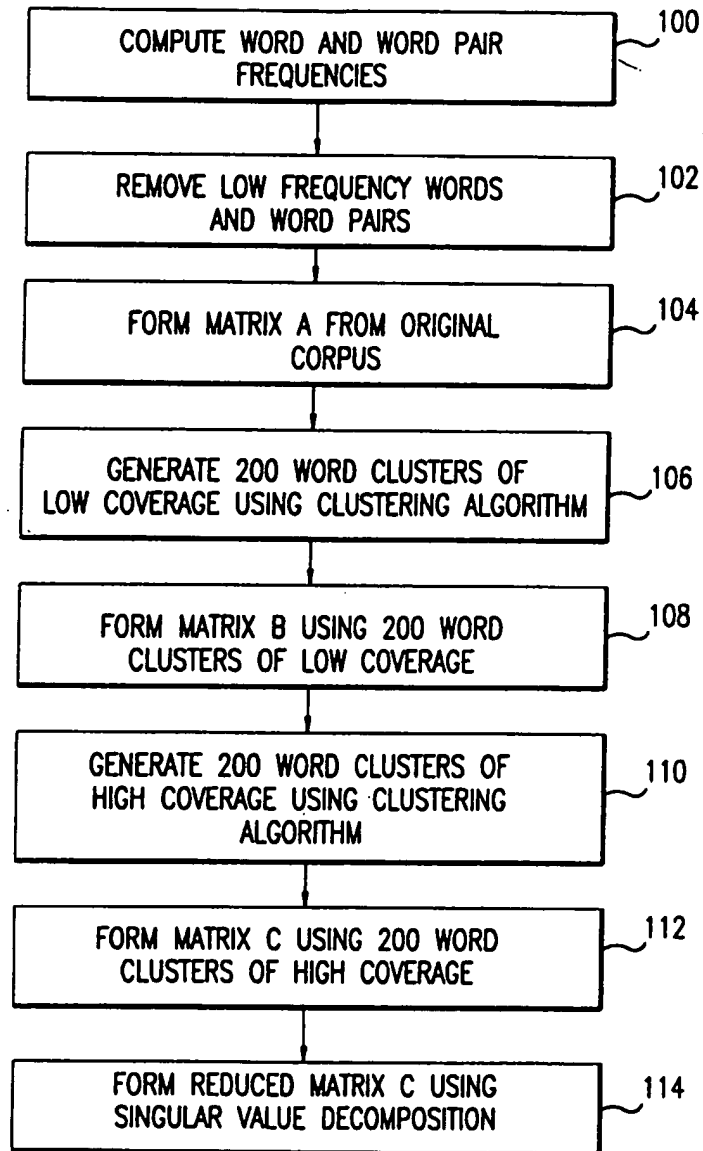 COMPUTE WORD AND WORD PAIR
FREQUENCIES
100
REMOVE LOW FREQUENCY WORDS
AND WORD PAIRS
102
FORM MATRIX A FROM ORIGINAL
CORPUS
104
GENERATE 200 WORD CLUSTERS OF
LOW COVERAGE USING CLUSTERING ALGORITHM
106
FORM MATRIX B USING 200 WORD
CLUSTERS OF LOW COVERAGE
108
GENERATE 200 WORD CLUSTERS OF
HIGH COVERAGE USING CLUSTERING
ALGORITHM
110
FORM MATRIX C USING 200 WORD
CLUSTERS OF HIGH COVERAGE
112
FORM REDUCED MATRIX C USING
SINGULAR VALUE DECOMPOSITION
114